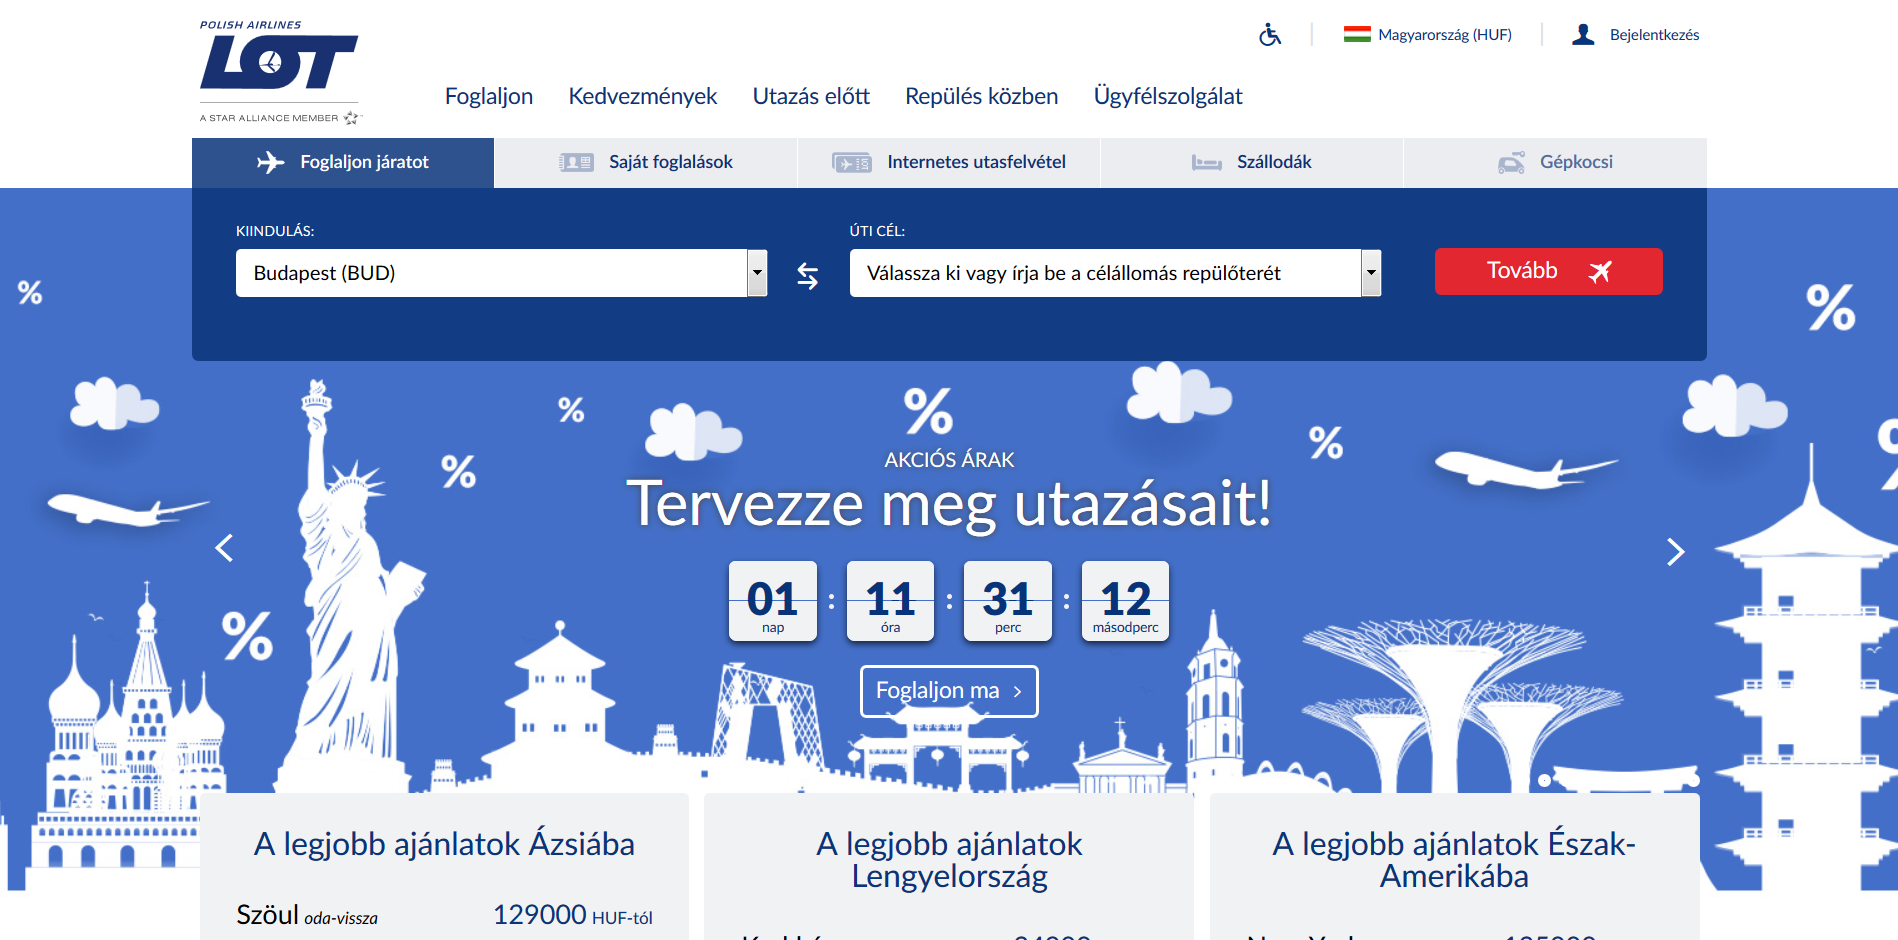 POLISH AIRLINES
LOT
A STAR ALLIANCE MEMBER
Magyarország (HUF)
Bejelentkezés
Foglaljon
Kedvezmények
Utazás előtt
Repülés közben
Ügyfélszolgálat
Foglaljon járatot
Saját foglalások
Internetes utasfelvétel
Szállodák
Gépkocsi
KIINDULÁS:
Budapest (BUD)
ÚTI CÉL:
Válassza ki vagy írja be a célállomás repülőterét
Tovább
AKCIÓS ÁRAK
Tervezze meg utazásait!
01 : 11 : 31 : 12
nap óra perc másodperc
Foglaljon ma
A legjobb ajánlatok Ázsiába
Szöul oda-vissza 129000 HUF-tól
A legjobb ajánlatok
Lengyelország
A legjobb ajánlatok Észak-
Amerikába